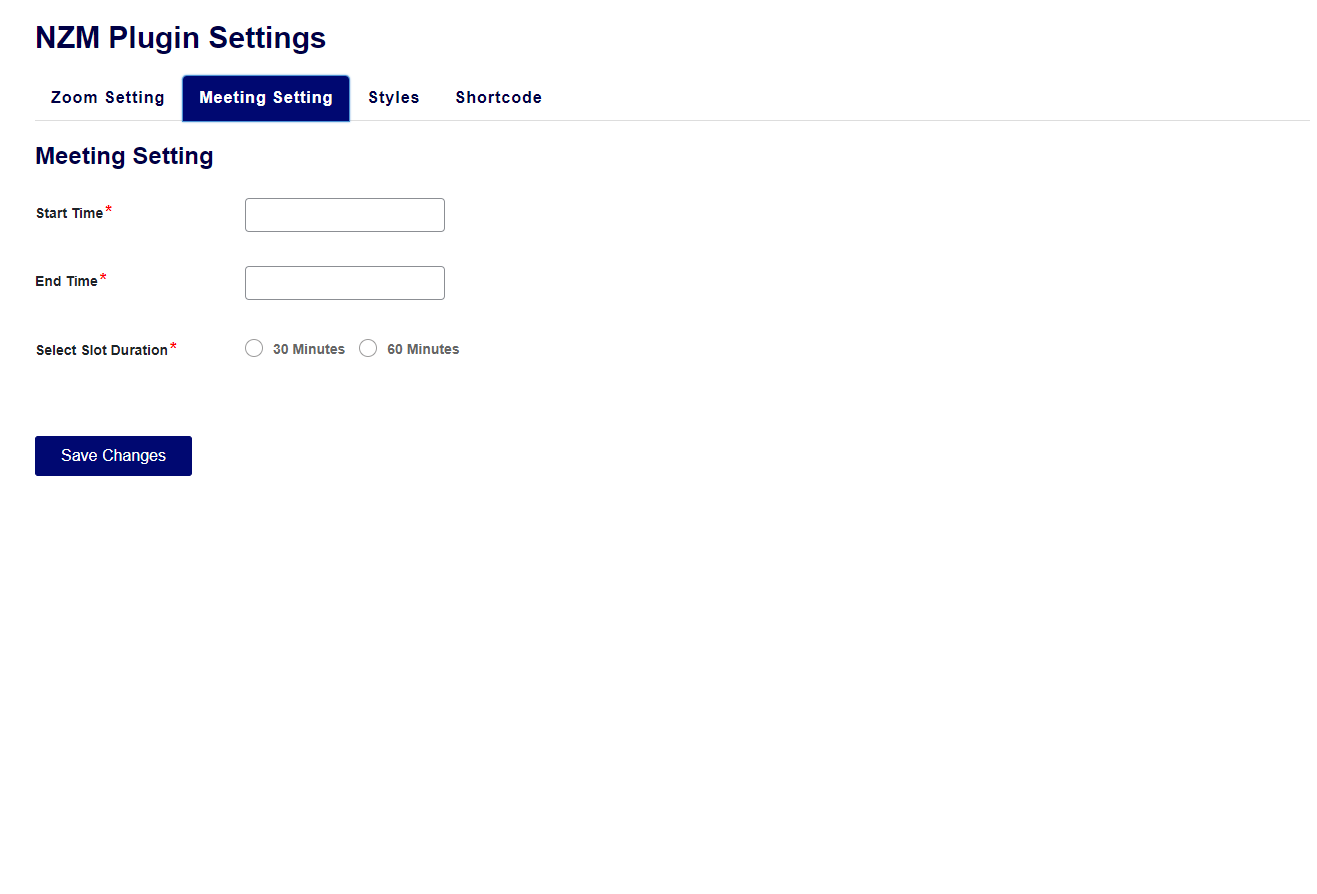 NZM Plugin Settings
Zoom Setting Meeting Setting Styles Shortcode
Meeting Setting
Start Time*
End Time*
Select Slot Duration* 30 Minutes 60 Minutes
Save Changes